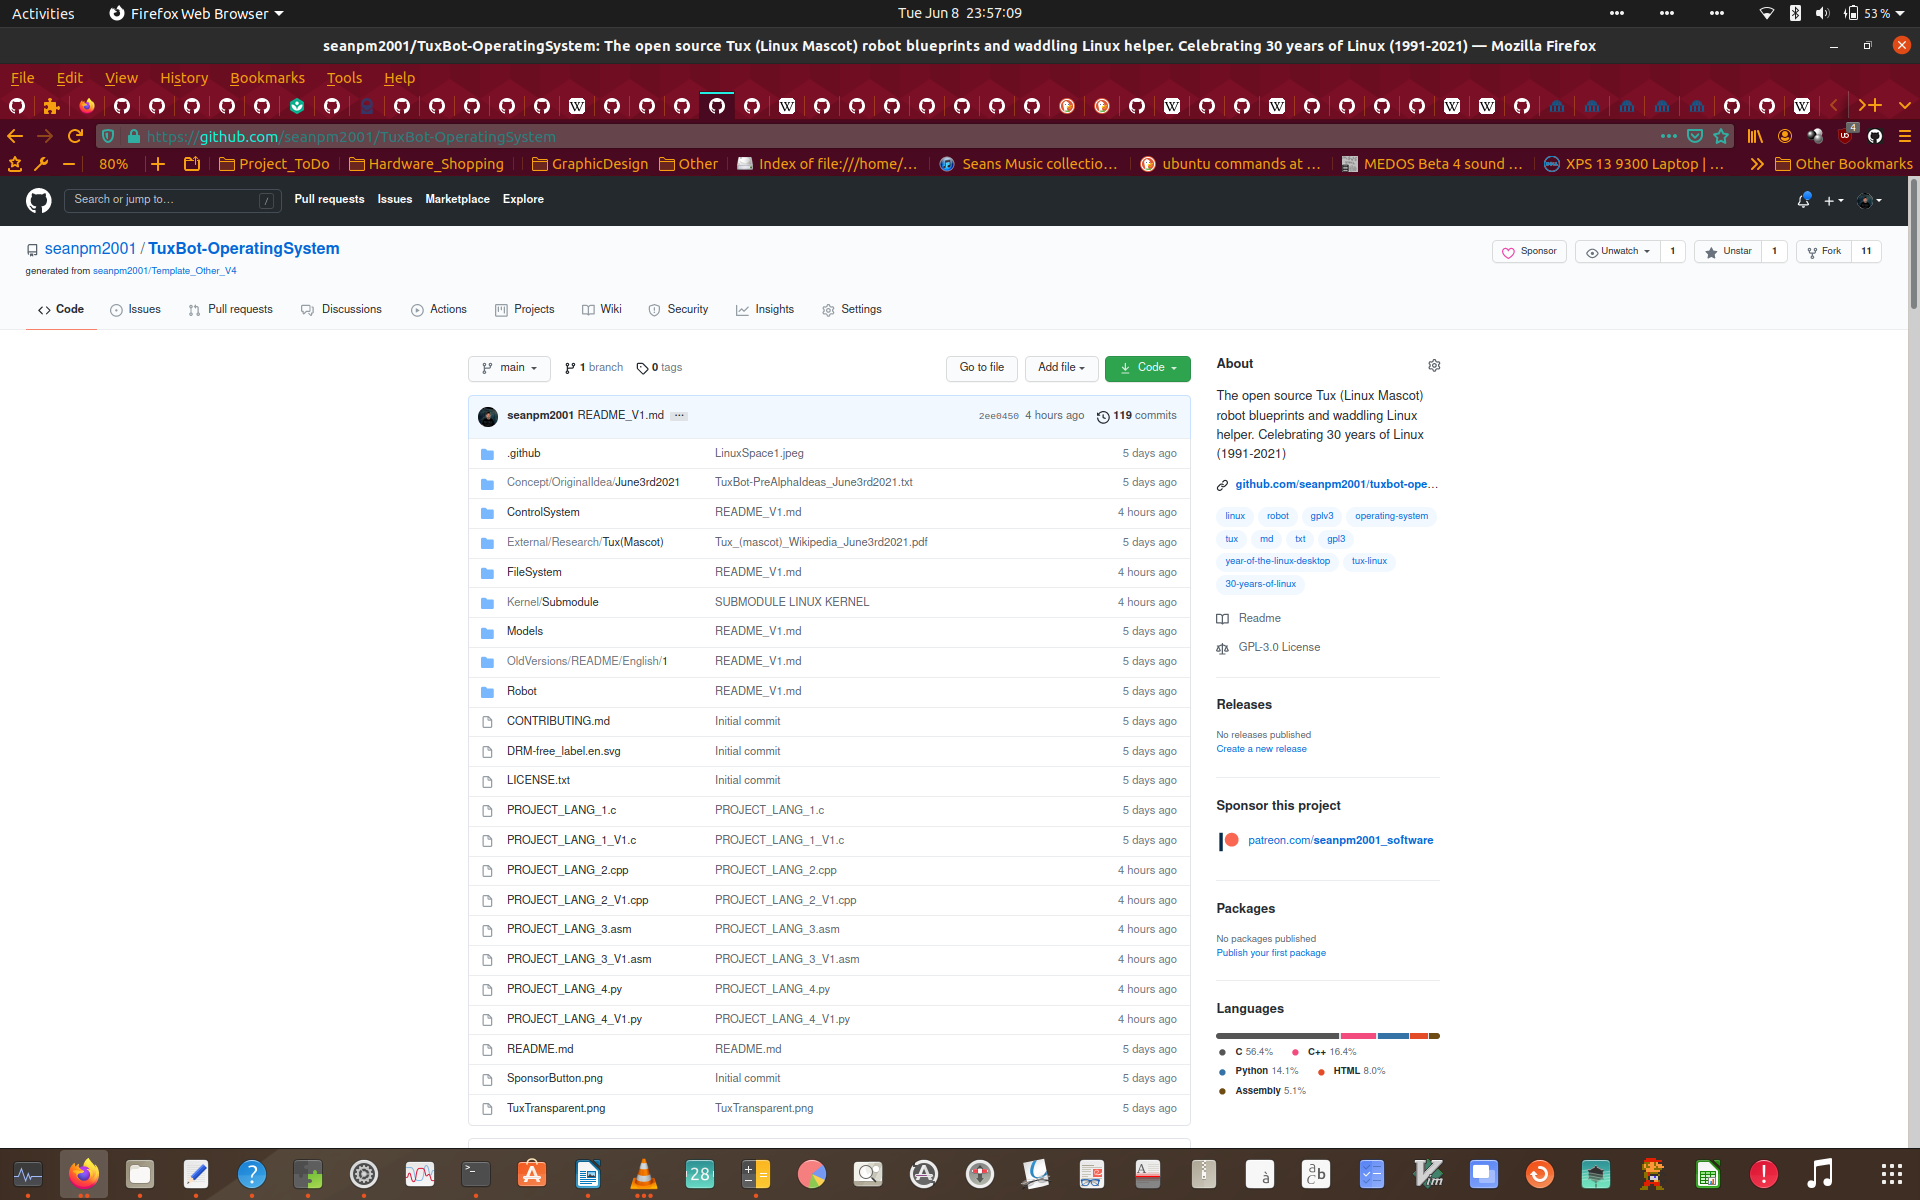 Activities Firefox Web Browser Tue Jun 8 23:57:09 53 %
seanpm2001/TuxBot-OperatingSystem: The open source Tux (Linux Mascot) robot blueprints and waddling Linux helper. Celebrating 30 years of Linux (1991-2021) — Mozilla Firefox
File Edit View History Bookmarks Tools Help
https://github.com/seanpm2001/TuxBot-OperatingSystem 4
80% Project_ToDo Hardware_Shopping GraphicDesign Other Index of file:///home/... Seans Music collectio... ubuntu commands at ... MEDOS Beta 4 sound ... XPS 13 9300 Laptop | ... Other Bookmarks
Search or jump to... / Pull requests Issues Marketplace Explore
seanpm2001 / TuxBot-OperatingSystem
Sponsor Unwatch 1 Unstar 1 Fork 11
generated from seanpm2001/Template_Other_V4
Code Issues Pull requests Discussions Actions Projects Wiki Security Insights Settings
main 1 branch 0 tags Go to file Add file Code
seanpm2001 README_V1.md ... 2ee0450 4 hours ago 119 commits
.github LinuxSpace1.jpeg 5 days ago
Concept/OriginalIdea/June3rd2021 TuxBot-PreAlphaIdeas_June3rd2021.txt 5 days ago
ControlSystem README_V1.md 4 hours ago
External/Research/Tux(Mascot) Tux_(mascot)_Wikipedia_June3rd2021.pdf 5 days ago
FileSystem README_V1.md 4 hours ago
Kernel/Submodule SUBMODULE LINUX KERNEL 4 hours ago
Models README_V1.md 5 days ago
OldVersions/README/English/1 README_V1.md 5 days ago
Robot README_V1.md 5 days ago
CONTRIBUTING.md Initial commit 5 days ago
DRM-free_label.en.svg Initial commit 5 days ago
LICENSE.txt Initial commit 5 days ago
PROJECT_LANG_1.c PROJECT_LANG_1.c 5 days ago
PROJECT_LANG_1_V1.c PROJECT_LANG_1_V1.c 5 days ago
PROJECT_LANG_2.cpp PROJECT_LANG_2.cpp 4 hours ago
PROJECT_LANG_2_V1.cpp PROJECT_LANG_2_V1.cpp 4 hours ago
PROJECT_LANG_3.asm PROJECT_LANG_3.asm 4 hours ago
PROJECT_LANG_3_V1.asm PROJECT_LANG_3_V1.asm 4 hours ago
PROJECT_LANG_4.py PROJECT_LANG_4.py 4 hours ago
PROJECT_LANG_4_V1.py PROJECT_LANG_4_V1.py 4 hours ago
README.md README.md 5 days ago
SponsorButton.png Initial commit 5 days ago
TuxTransparent.png TuxTransparent.png 5 days ago
About
The open source Tux (Linux Mascot)
robot blueprints and waddling Linux
helper. Celebrating 30 years of Linux
(1991-2021)
github.com/seanpm2001/tuxbot-ope...
linux robot gplv3 operating-system
tux md txt gpl3
year-of-the-linux-desktop tux-linux
30-years-of-linux
Readme
GPL-3.0 License
Releases
No releases published
Create a new release
Sponsor this project
patreon.com/seanpm2001_software
Packages
No packages published
Publish your first package
Languages
C 56.4% C++ 16.4%
Python 14.1% HTML 8.0%
Assembly 5.1%
28